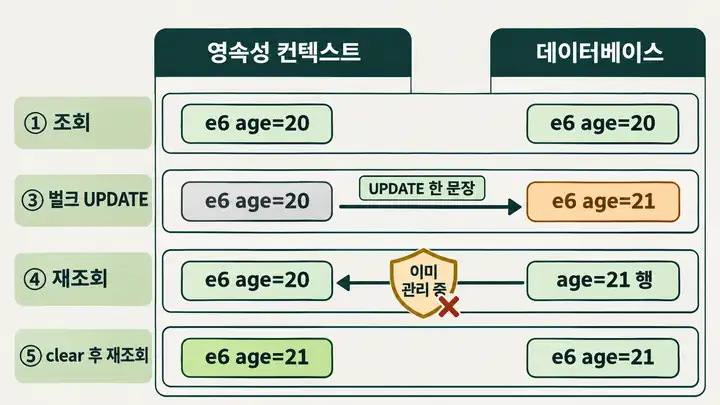 영속성 컨텍스트
데이터베이스
① 조회
e6 age=20
e6 age=20
③ 벌크 UPDATE
e6 age=20
UPDATE 한 문장
e6 age=21
④ 재조회
e6 age=20
이미
관리 중
age=21 행
⑤ clear 후 재조회
e6 age=21
e6 age=21